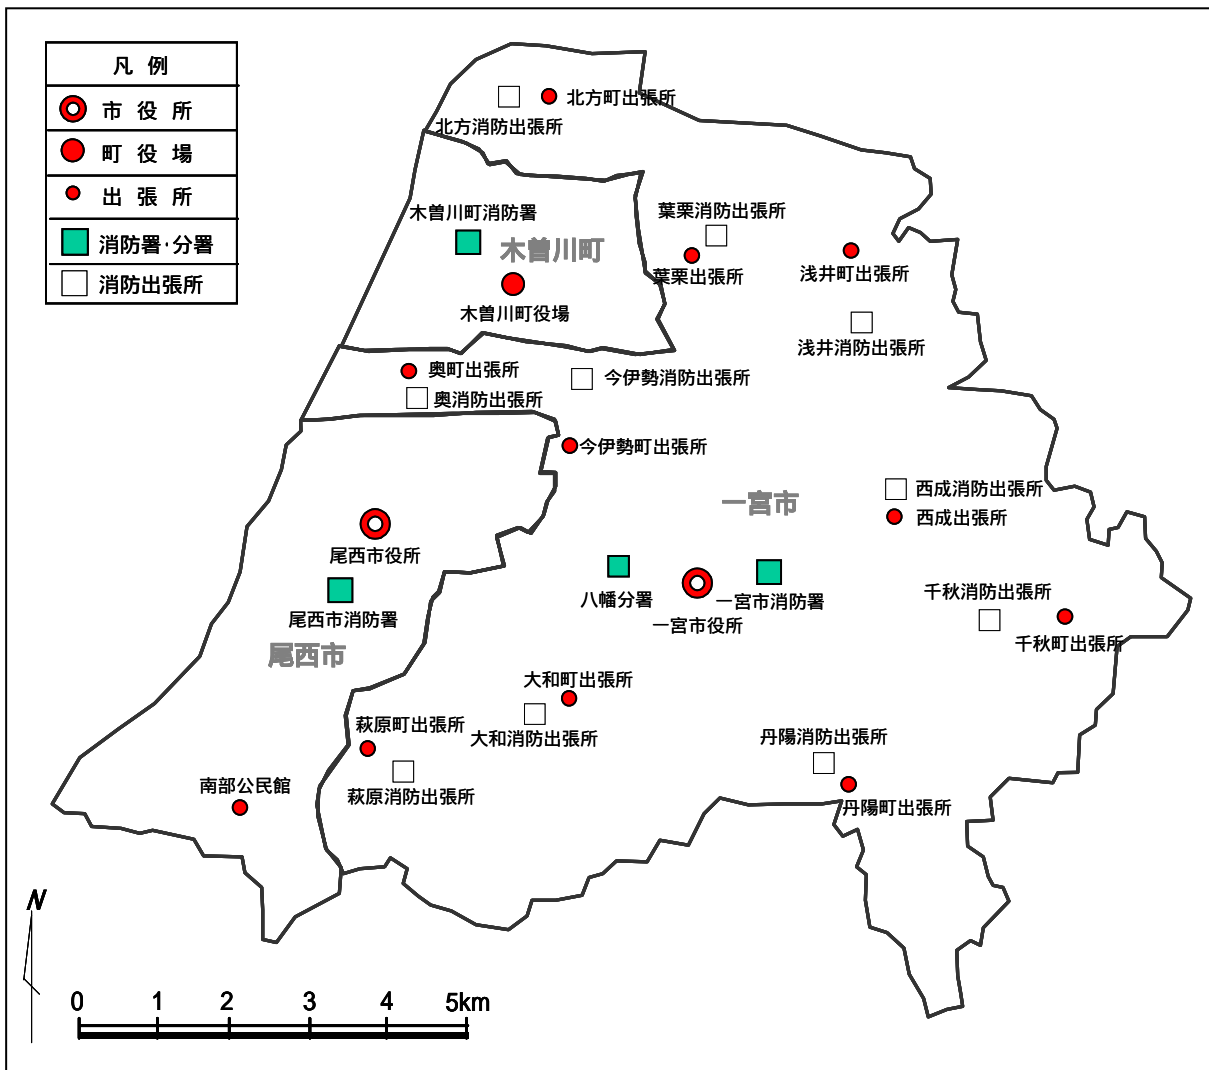 凡 例
市 役 所
町 役 場
出 張 所
消防署・分署
消防出張所
北方町出張所
北方消防出張所
木曽川町消防署
木曽川町
木曽川町役場
葉栗消防出張所
葉栗出張所
浅井町出張所
浅井消防出張所
奥町出張所
奥消防出張所
今伊勢消防出張所
今伊勢町出張所
一宮市
西成消防出張所
西成出張所
尾西市役所
尾西市消防署
尾西市
八幡分署
一宮市役所
一宮市消防署
千秋消防出張所
千秋町出張所
大和町出張所
大和消防出張所
萩原町出張所
萩原消防出張所
丹陽消防出張所
丹陽町出張所
南部公民館
N
0 1 2 3 4 5km